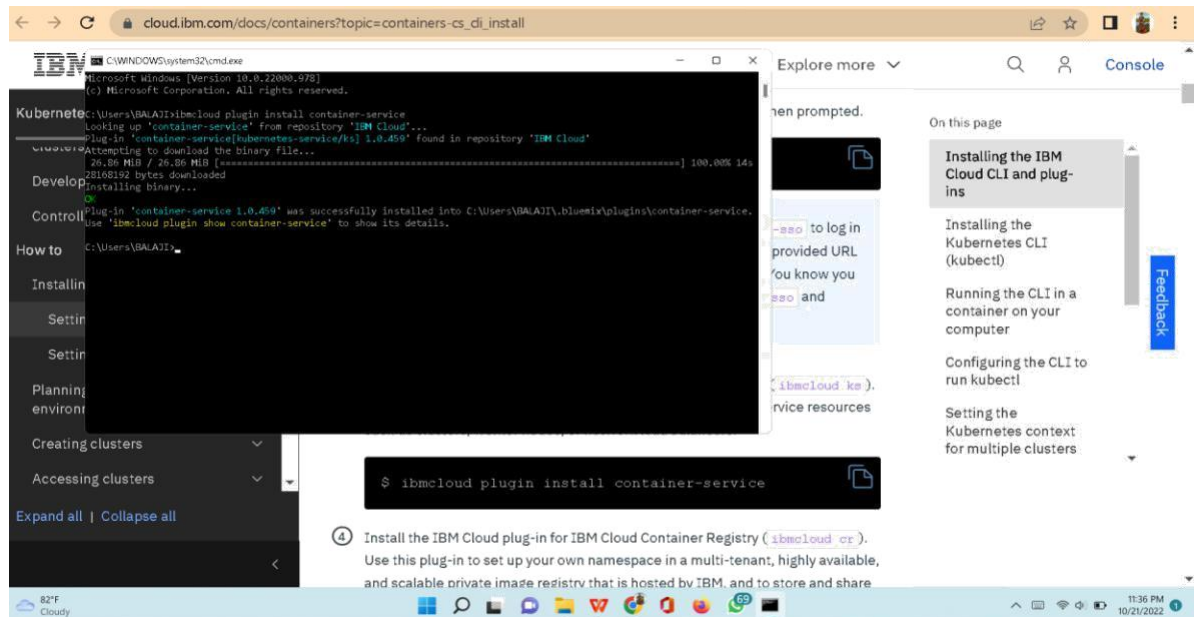 cloud.ibm.com/docs/containers?topic=containers-cs_di_install
IBM
Explore more
Console
C:\WINDOWS\system32\cmd.exe
Microsoft Windows [Version 10.0.22000.978]
(c) Microsoft Corporation. All rights reserved.
C:\Users\BALAJI>ibmcloud plugin install container-service
Looking up 'container-service' from repository 'IBM Cloud'...
Plug-in 'container-service[kubernetes-service/ks] 1.0.459' found in repository 'IBM Cloud'
Attempting to download the binary file...
26.86 MiB / 26.86 MiB [==========================================================] 100.00% 14s
28168192 bytes downloaded
Installing binary...
OK
Plug-in 'container-service 1.0.459' was successfully installed into C:\Users\BALAJI\.bluemix\plugins\container-service.
Use 'ibmcloud plugin show container-service' to show its details.
C:\Users\BALAJI>
Kubernete
Clusters
Develop
Controll
How to
Installin
Settin
Settin
Planning
environm
Creating clusters
Accessing clusters
Expand all | Collapse all
hen prompted.
-sso to log in
provided URL
You know you
sso and
(ibmcloud ks).
rvice resources
$ ibmcloud plugin install container-service
4 Install the IBM Cloud plug-in for IBM Cloud Container Registry (ibmcloud cr).
Use this plug-in to set up your own namespace in a multi-tenant, highly available,
and scalable private image registry that is hosted by IBM, and to store and share
On this page
Installing the IBM
Cloud CLI and plug-
ins
Installing the
Kubernetes CLI
(kubectl)
Running the CLI in a
container on your
computer
Configuring the CLI to
run kubectl
Setting the
Kubernetes context
for multiple clusters
Feedback
82°F
Cloudy
69
11:36 PM
10/21/2022
1